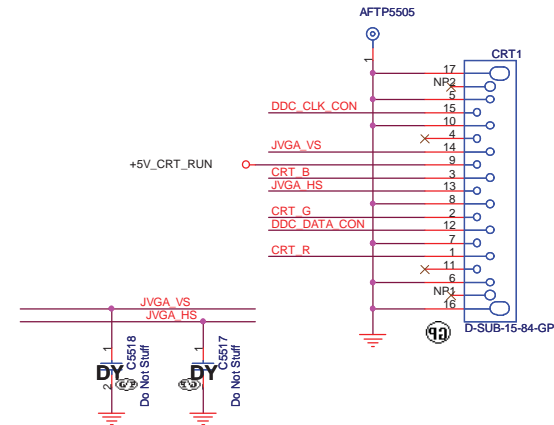 AFTP5505
CRT1
1
17
NP2
5
DDC_CLK_CON
15
10
4
JVGA_VS
14
+5V_CRT_RUN
9
CRT_B
3
JVGA_HS
13
8
CRT_G
2
DDC_DATA_CON
12
7
CRT_R
1
11
6
NP1
16
D-SUB-15-84-GP
GP
JVGA_VS
JVGA_HS
1
2
DY
C5518
Do Not Stuff
1
2
DY
C5517
Do Not Stuff